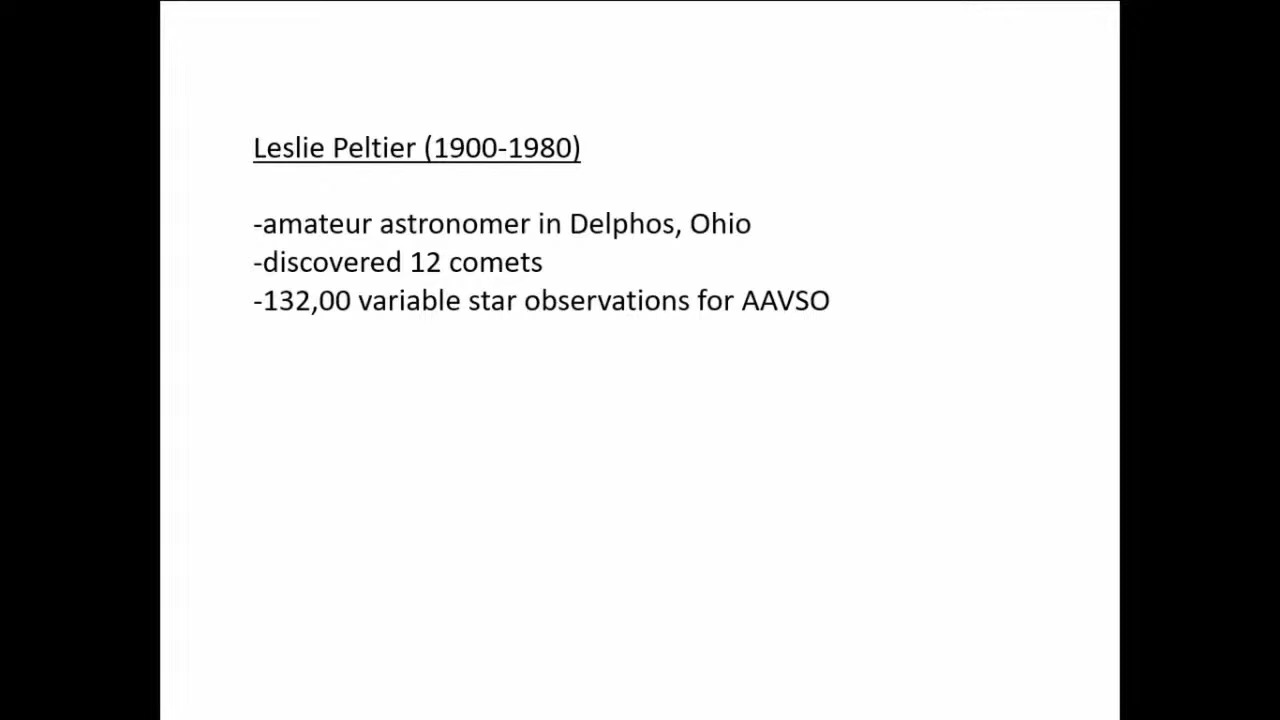 Leslie Peltier (1900-1980)
-amateur astronomer in Delphos, Ohio
-discovered 12 comets
-132,00 variable star observations for AAVSO